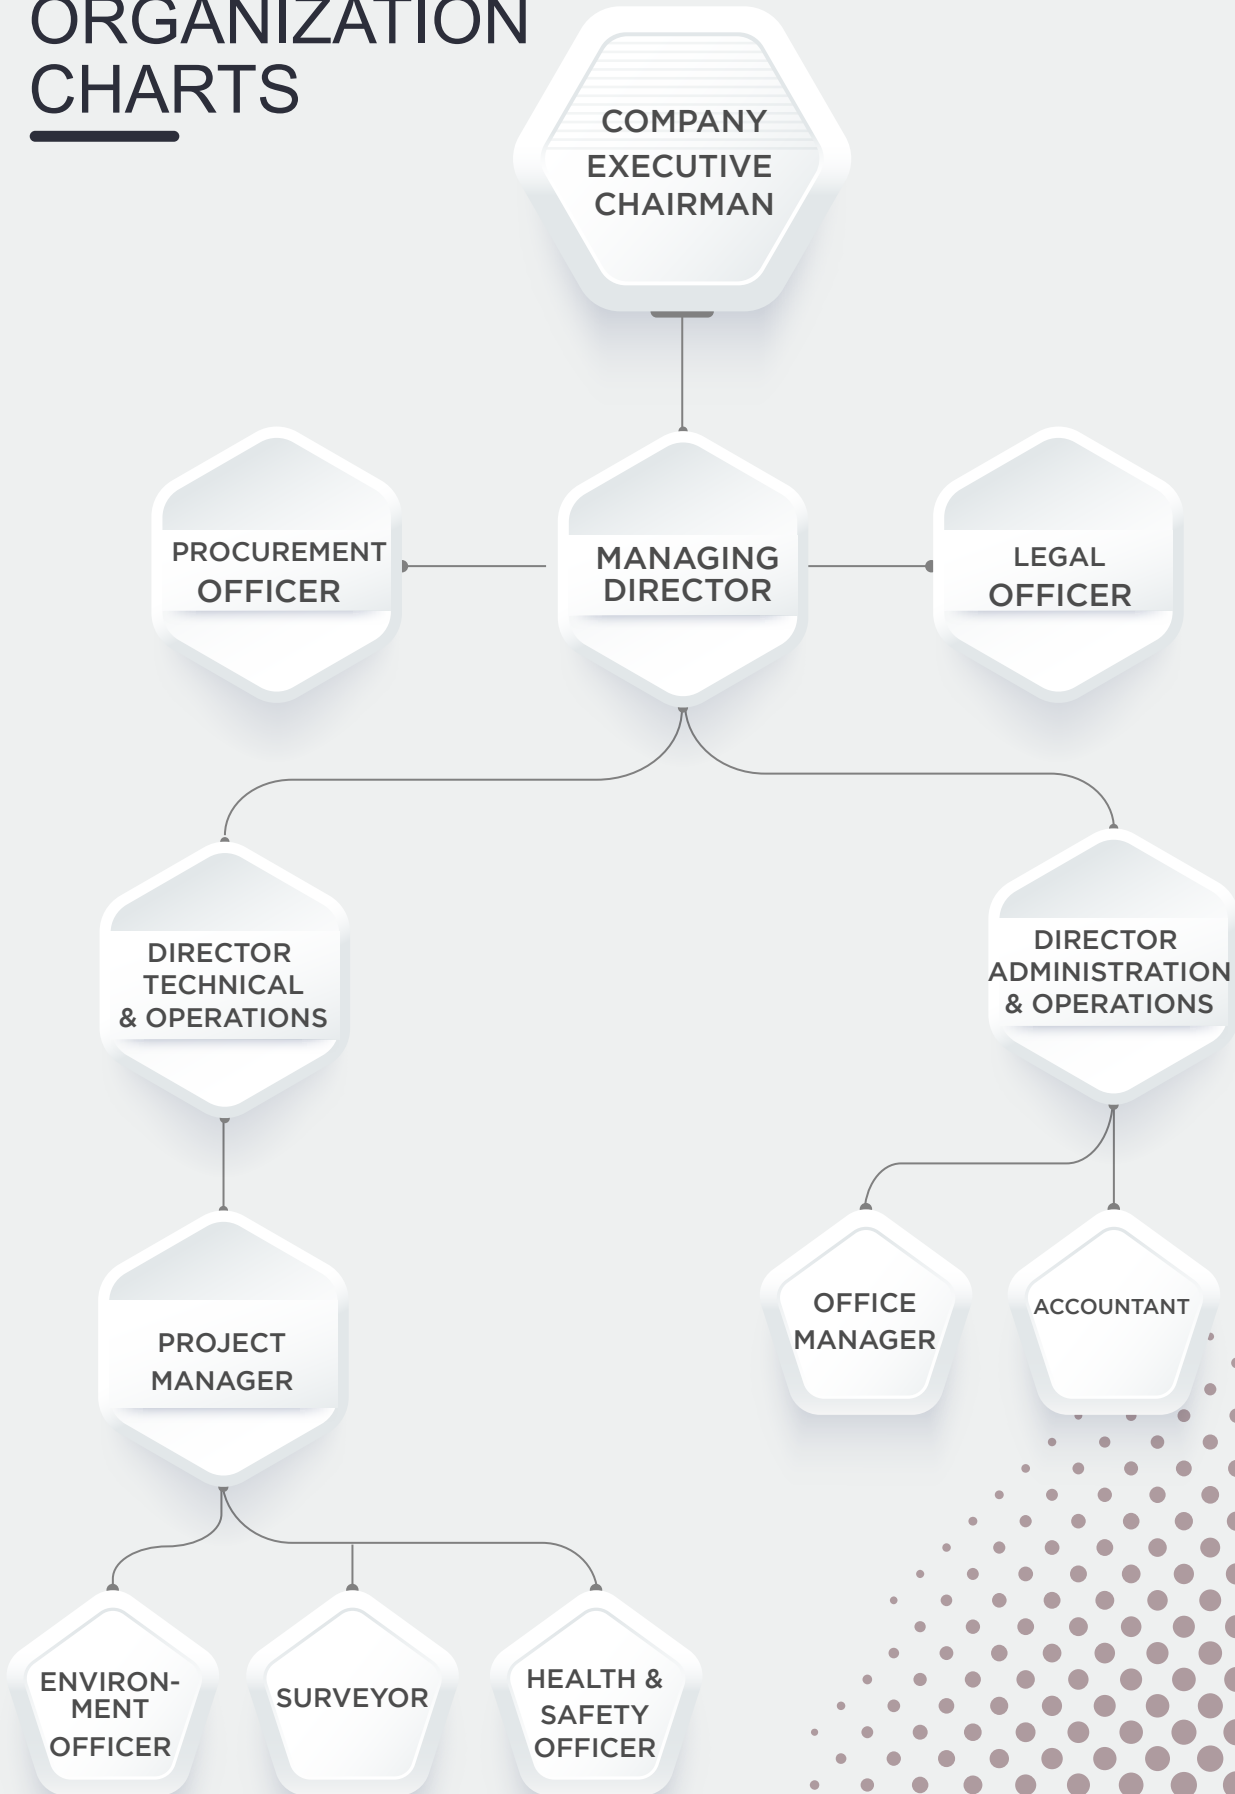 ORGANIZATION
CHARTS
COMPANY
EXECUTIVE
CHAIRMAN
PROCUREMENT
OFFICER
MANAGING
DIRECTOR
LEGAL
OFFICER
DIRECTOR
TECHNICAL
& OPERATIONS
DIRECTOR
ADMINISTRATION
& OPERATIONS
PROJECT
MANAGER
OFFICE
MANAGER
ACCOUNTANT
ENVIRON-
MENT
OFFICER
SURVEYOR
HEALTH &
SAFETY
OFFICER